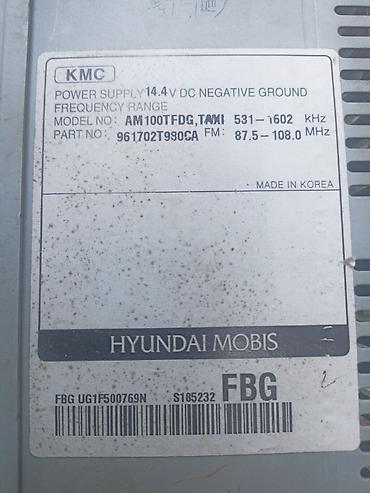 KMC
POWER SUPPLY 14.4 V DC NEGATIVE GROUND
FREQUENCY RANGE
MODEL NO: AM100TFDG,TAXI 531-1602 kHz
PART NO: 961702T980CA FM: 87.5-108.0 MHz
MADE IN KOREA
HYUNDAI MOBIS
FBG UG1F500769N S185232 FBG